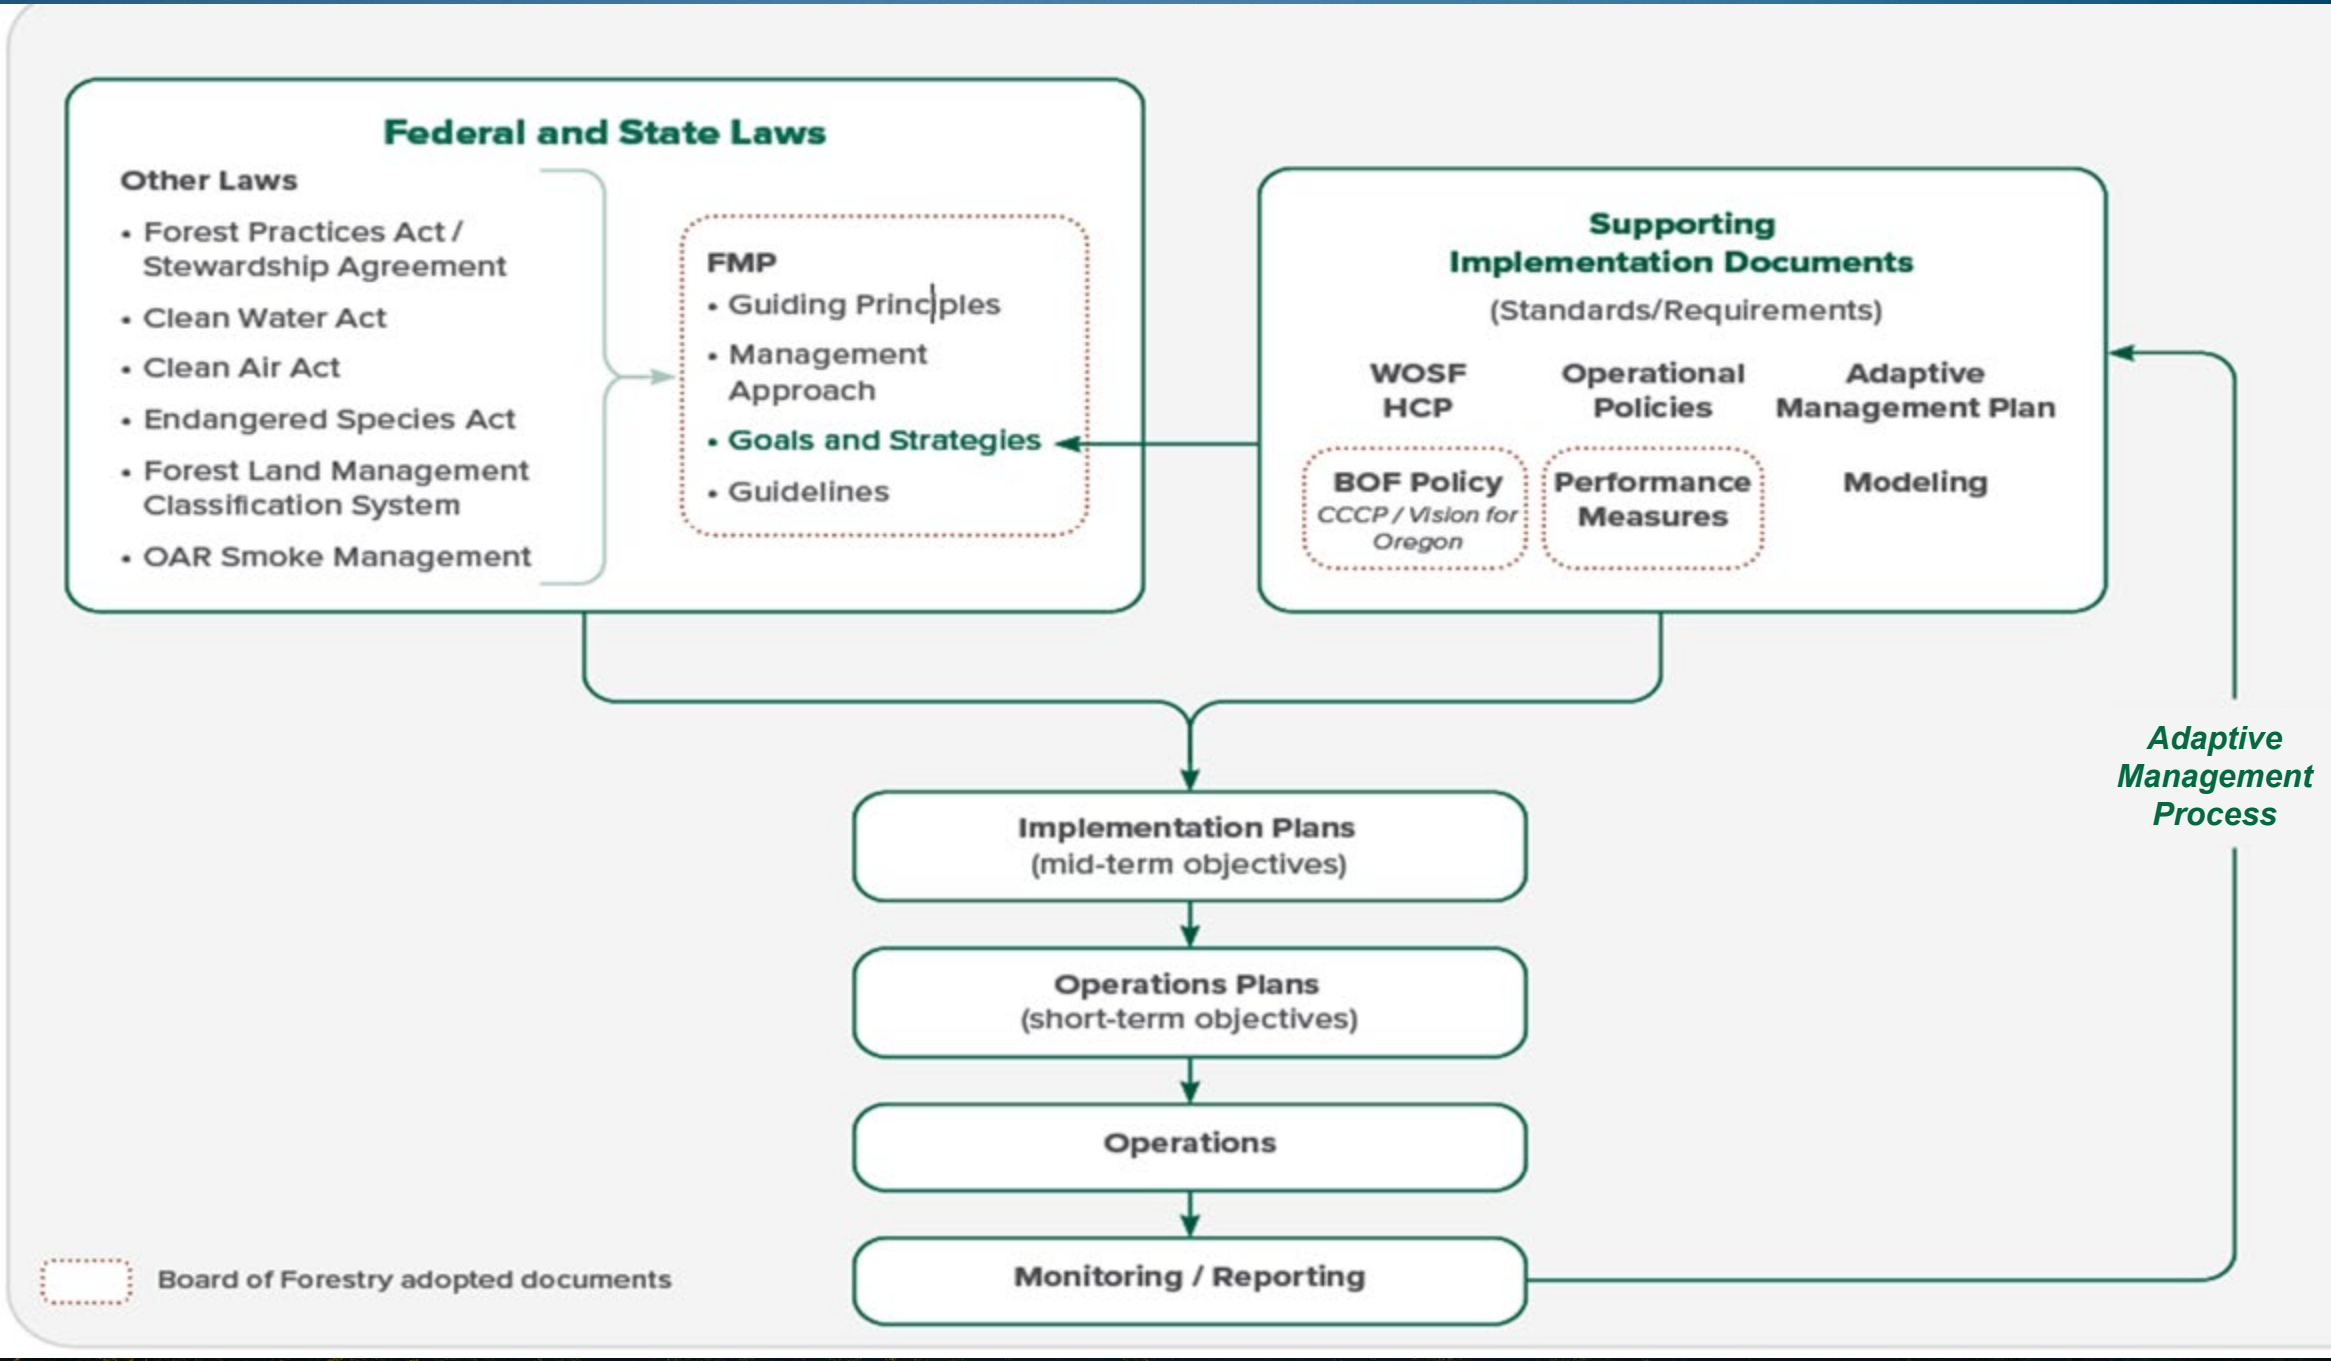 Federal and State Laws
Other Laws
• Forest Practices Act /
Stewardship Agreement
• Clean Water Act
• Clean Air Act
• Endangered Species Act
• Forest Land Management
Classification System
• OAR Smoke Management
FMP
• Guiding Principles
• Management
Approach
• Goals and Strategies
• Guidelines
Supporting
Implementation Documents
(Standards/Requirements)
WOSF
HCP
Operational
Policies
Adaptive
Management Plan
BOF Policy
CCCP / Vision for
Oregon
Performance
Measures
Modeling
Adaptive
Management
Process
Implementation Plans
(mid-term objectives)
Operations Plans
(short-term objectives)
Operations
Monitoring / Reporting
Board of Forestry adopted documents